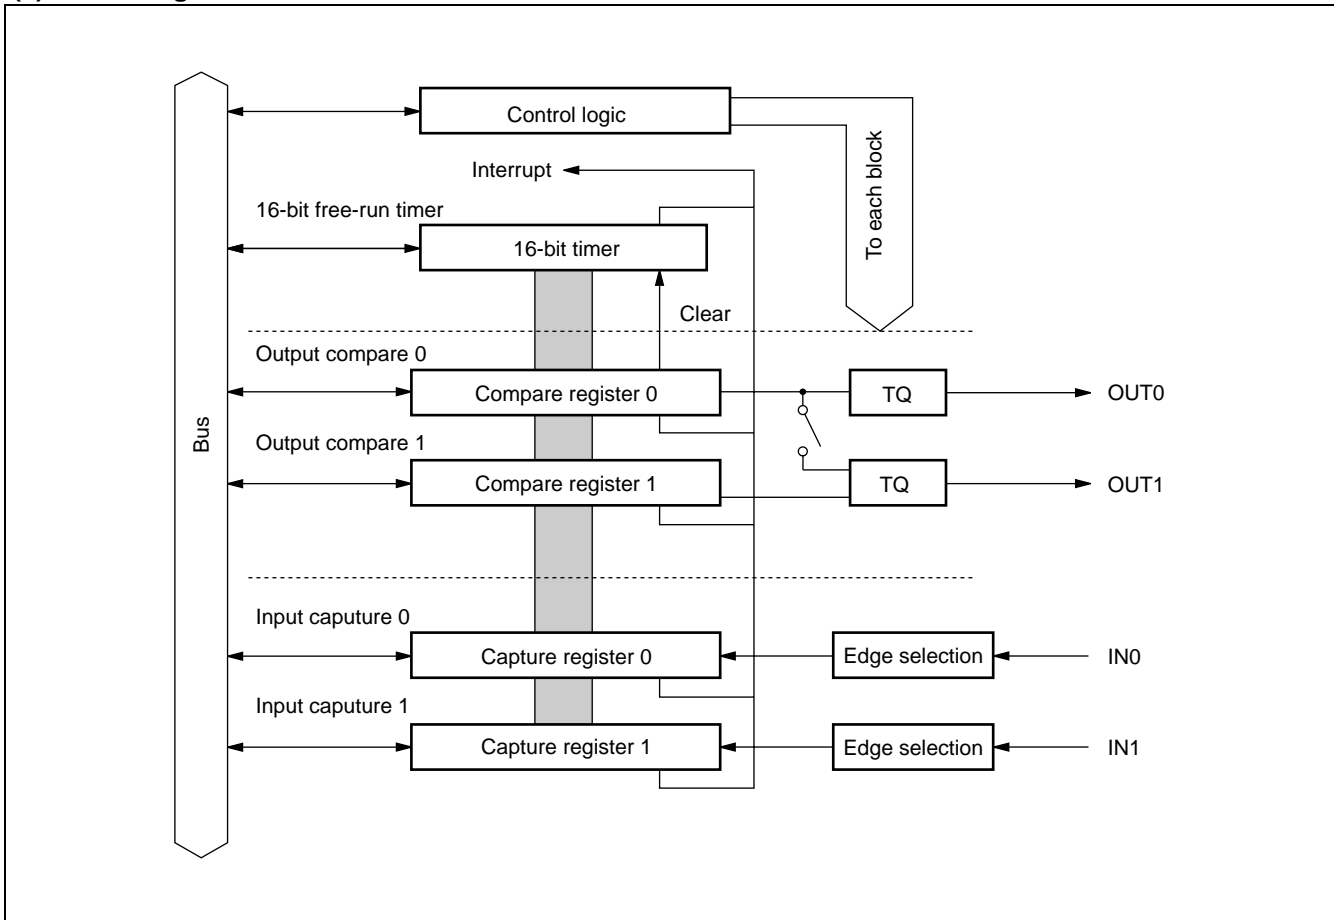 Control logic
To each block
Interrupt
16-bit free-run timer
16-bit timer
Clear
Output compare 0
Compare register 0
TQ
OUT0
Bus
Output compare 1
Compare register 1
TQ
OUT1
Input caputure 0
Capture register 0
Edge selection
IN0
Input caputure 1
Capture register 1
Edge selection
IN1